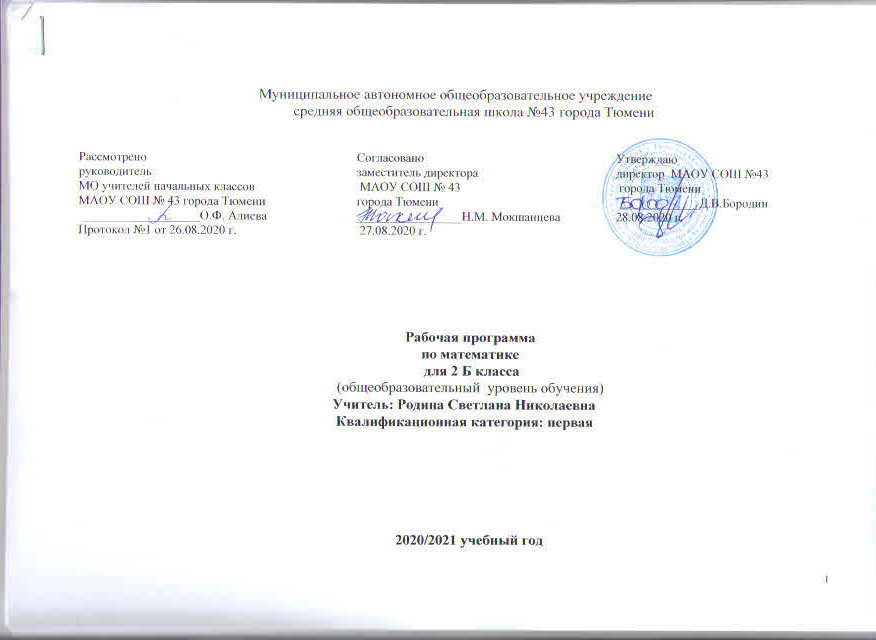 Муниципальное автономное общеобразовательное учреждение
средняя общеобразовательная школа №43 города Тюмени
Рассмотрено
руководитель
МО учителей начальных классов
МАОУ СОШ № 43 города Тюмени
____________________О.Ф. Алиева
Протокол №1 от 26.08.2020 г.
Согласовано
заместитель директора
МАОУ СОШ № 43
города Тюмени
Н.М. Мокшанцева
27.08.2020 г.
Утверждаю
директор МАОУ СОШ №43
города Тюмени
Д.В.Бородин
28.08.2020 г.
Рабочая программа
по математике
для 2 Б класса
(общеобразовательный уровень обучения)
Учитель: Родина Светлана Николаевна
Квалификационная категория: первая
2020/2021 учебный год
1